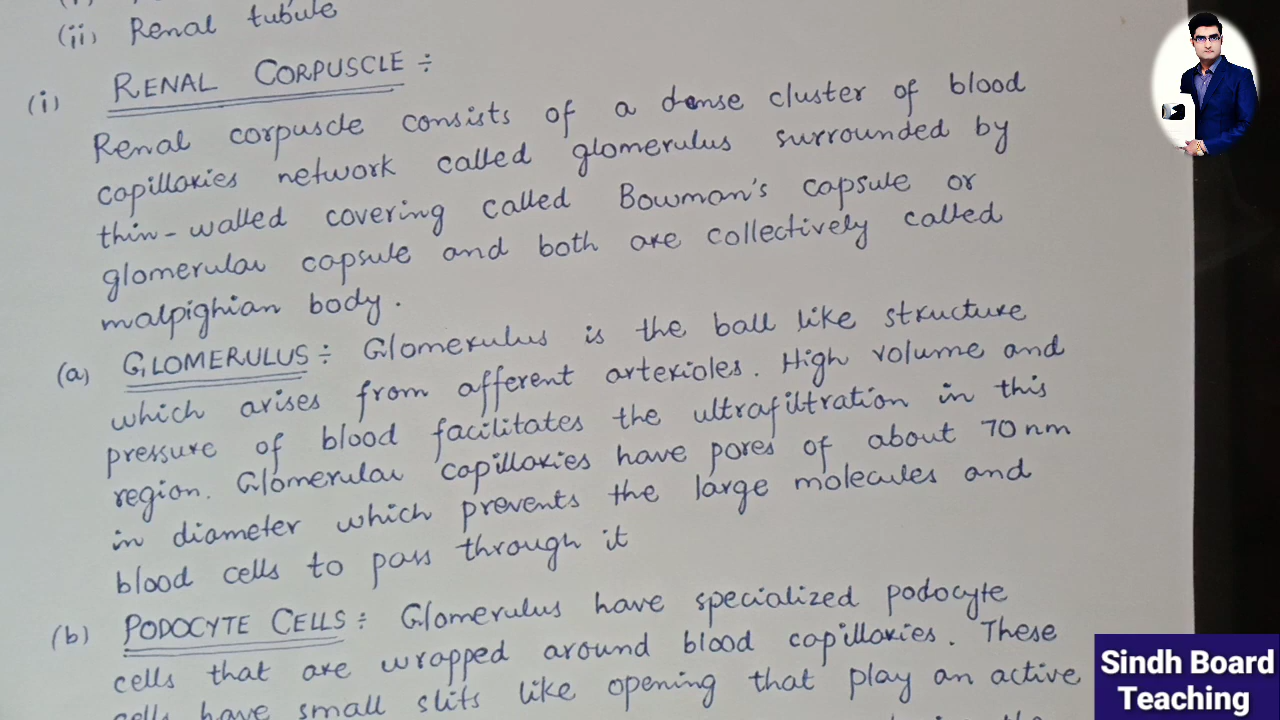 (ii) Renal tubule
(i) RENAL CORPUSCLE ÷
Renal corpuscle consists of a dense cluster of blood
capillaries network called glomerulus surrounded by
thin-walled covering called Bowman's capsule or
glomerular capsule and both are collectively called
malpighian body.
(a) GLOMERULUS ÷ Glomerulus is the ball like structure
which arises from afferent arterioles. High volume and
pressure of blood facilitates the ultrafiltration in this
region. Glomerular capillaries have pores of about 70nm
in diameter which prevents the large molecules and
blood cells to pass through it
(b) PODOCYTE CELLS ÷ Glomerulus have specialized podocyte
cells that are wrapped around blood capillaries. These
cells have small slits like opening that play an active
Sindh Board
Teaching